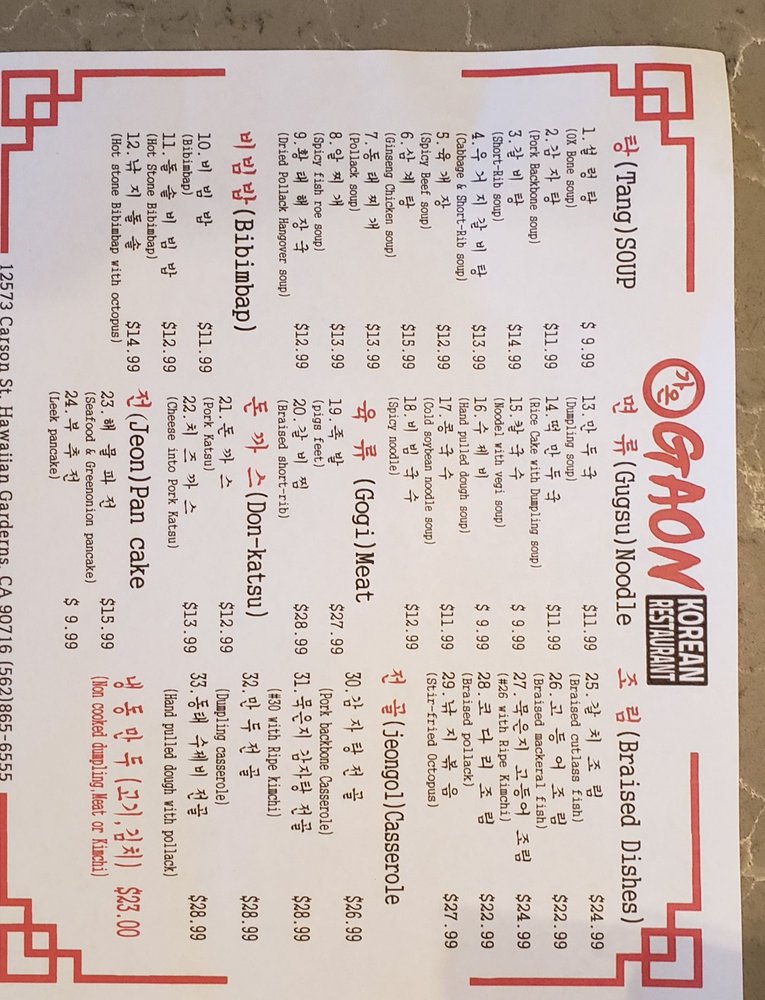 가온 GAON KOREAN RESTAURANT
탕(Tang)SOUP
1.설 렁 탕 $ 9.99
(OX Bone soup)
2.감 자 탕 $11.99
(Pork backbone soup)
3.갈 비 탕 $14.99
(Short-Rib soup)
4.우 거 지 갈 비 탕 $13.99
(Cabbage & Short-Rib soup)
5.육 개 장 $12.99
(Spicy Beef soup)
6.삼 계 탕 $15.99
(Ginseng Chicken soup)
7.동 태 찌 개 $13.99
(Pollack soup)
8.알 찌 개 $13.99
(Spicy fish roe soup)
9.황 태 해 장 국 $12.99
(Dried Pollack Hangover soup)
비 빔 밥(Bibimbap)
10.비 빔 밥 $11.99
(Bibimbap)
11.돌 솥 비 빔 밥 $12.99
(Hot Stone Bibimbap)
12.낙 지 돌 솥 $14.99
(Hot stone Bibimbap with octopus)
면 류(Gugsu)Noodle
13.만 두 국 $11.99
(Dumpling soup)
14.떡 만 두 국 $11.99
(Rice Cake with Dumpling soup)
15.칼 국 수 $ 9.99
(Noodel with vegi soup)
16.수 제 비 $ 9.99
(Hand pulled dough soup)
17.콩 국 수 $11.99
(Cold soybean noodle soup)
18.비 빔 국 수 $12.99
(Spicy noodle)
육 류 (Gogi)Meat
19.족 발 $27.99
(pigs feet)
20.갈 비 찜 $28.99
(Braised short-rib)
돈 까 스(Don-katsu)
21.돈 까 스 $12.99
(Pork Katsu)
22.치 즈 까 스 $13.99
(Cheese into Pork Katsu)
전(Jeon)Pan cake
23.해 물 파 전 $15.99
(Seafood & Greenonion pancake)
24.부 추 전 $ 9.99
(Leek pancake)
조 림(Braised Dishes)
25.갈 치 조 림 $24.99
(Braised cutlass fish)
26.고 등 어 조 림 $22.99
(Braised mackeral fish)
27.묵은지 고등어 조림 $24.99
(#26 with Ripe Kimchi)
28.코 다 리 조 림 $22.99
(Braised pollack)
29.낙 지 볶 음 $27.99
(Stir-fried Octopus)
전 골(jeongol)Casserole
30.감 자 탕 전 골 $26.99
(Pork backbone Casserole)
31.묵은지 감자탕 전골 $28.99
(#30 with Ripe kimchi)
32.만 두 전 골 $28.99
(Dumpling casserole)
33.동태 수제비 전골 $28.99
(Hand pulled dough with pollack)
냉 동 만 두 (고기,김치) $23.00
(Non cooked dumpling,Meat or Kimchi)
12573 Carson St. Hawaiian Garderns, CA 90716 (562)865-6555